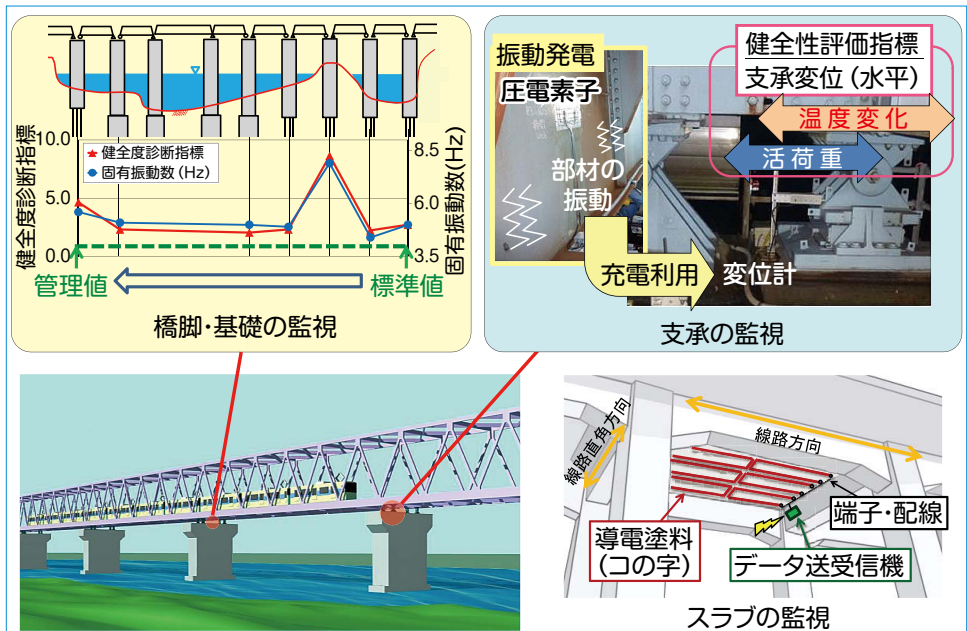 10.0
5.0
0.0
健全度診断指標
健全度診断指標
固有振動数(Hz)
8.5
6.0
3.5
固有振動数(Hz)
管理値
標準値
橋脚・基礎の監視
振動発電
圧電素子
部材の
振動
充電利用
変位計
健全性評価指標
支承変位(水平)
温度変化
活荷重
支承の監視
線路直角方向
線路方向
導電塗料
(コの字)
端子・配線
データ送受信機
スラブの監視